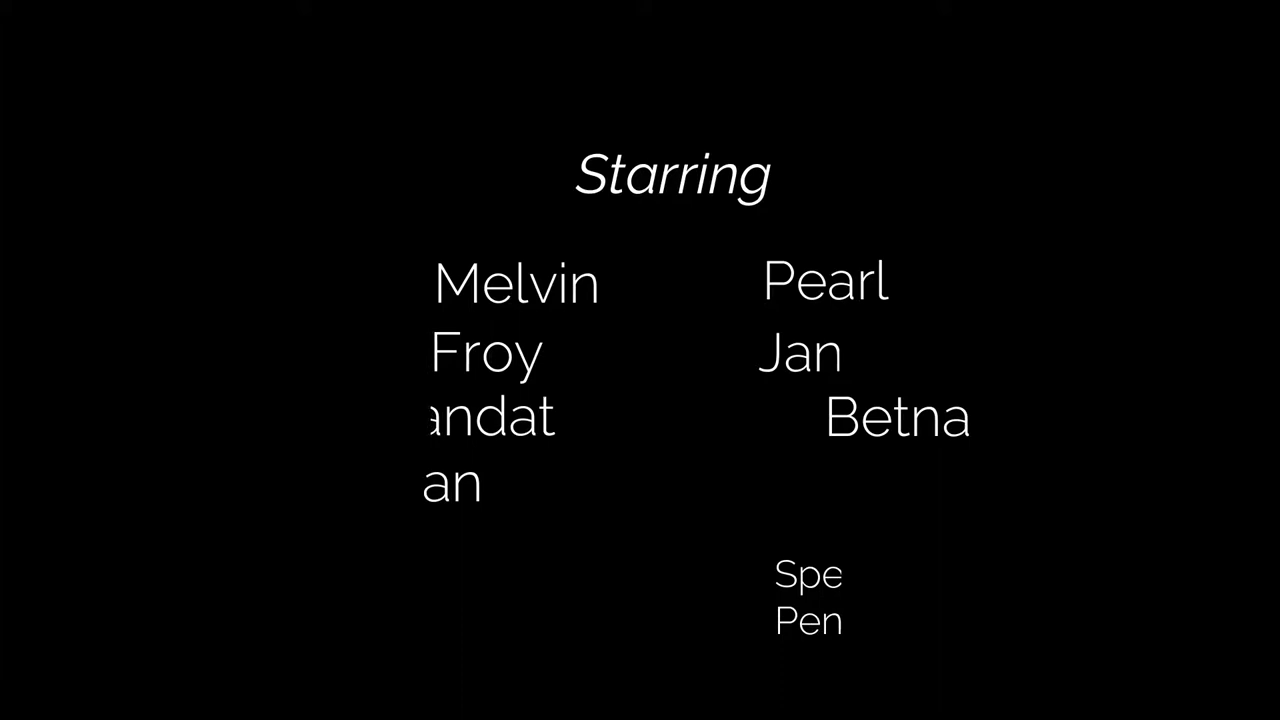 Starring
Melvin Pearl
Froy Jan
andat Betna
an
Spe
Pen